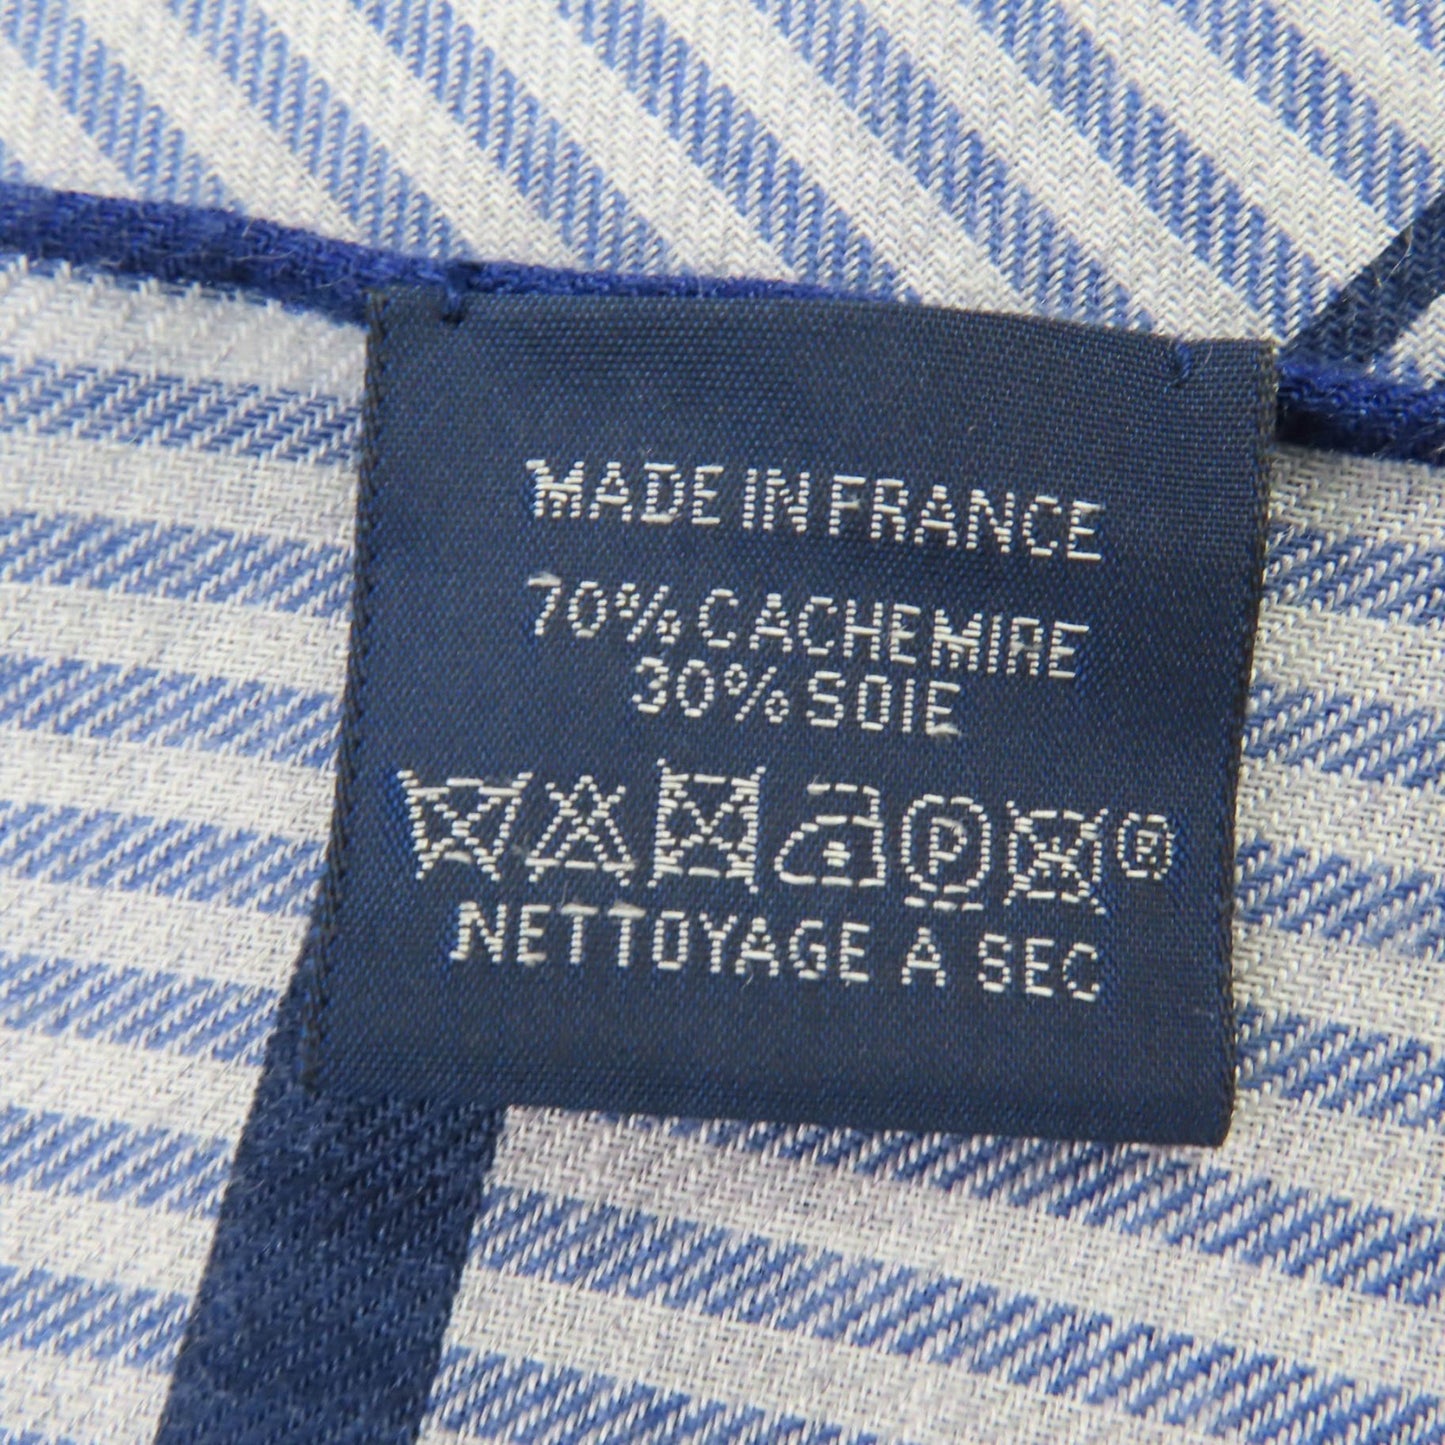 MADE IN FRANCE
70% CACHEMIRE
30% SOIE
P ®
NETTOYAGE A SEC